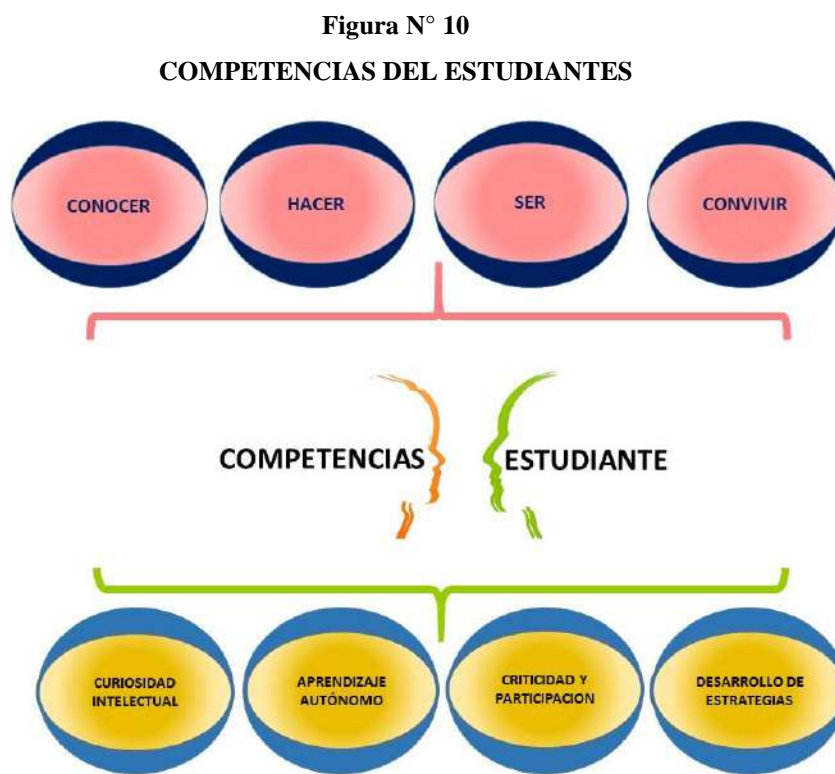 Figura N° 10
COMPETENCIAS DEL ESTUDIANTES
CONOCER
HACER
SER
CONVIVIR
COMPETENCIAS
ESTUDIANTE
CURIOSIDAD
INTELECTUAL
APRENDIZAJE
AUTÓNOMO
CRITICIDAD Y
PARTICIPACION
DESARROLLO DE
ESTRATEGIAS